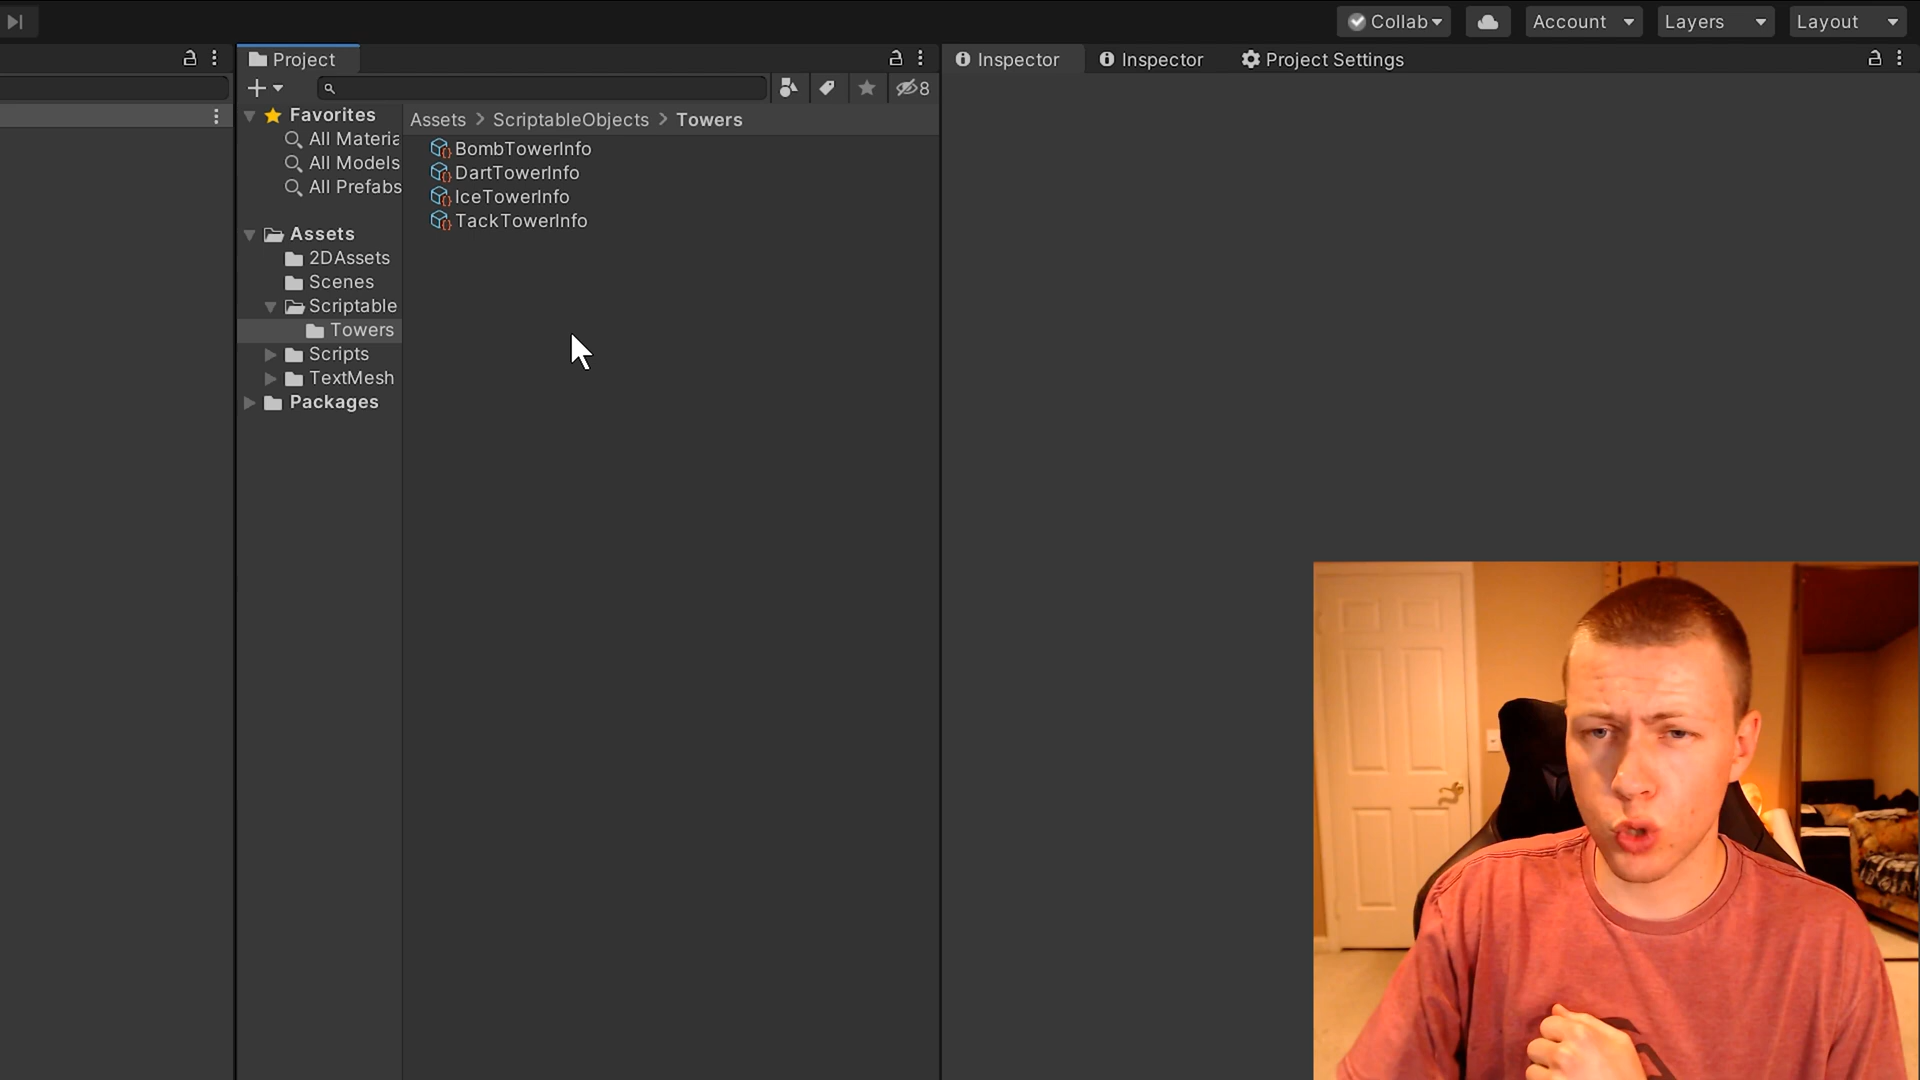 Collab
Account
Layers
Layout
Project
Inspector
Inspector
Project Settings
8
Favorites
All Materia
All Models
All Prefabs
Assets > ScriptableObjects > Towers
BombTowerInfo
DartTowerInfo
IceTowerInfo
TackTowerInfo
Assets
2DAssets
Scenes
Scriptable
Towers
Scripts
TextMesh
Packages